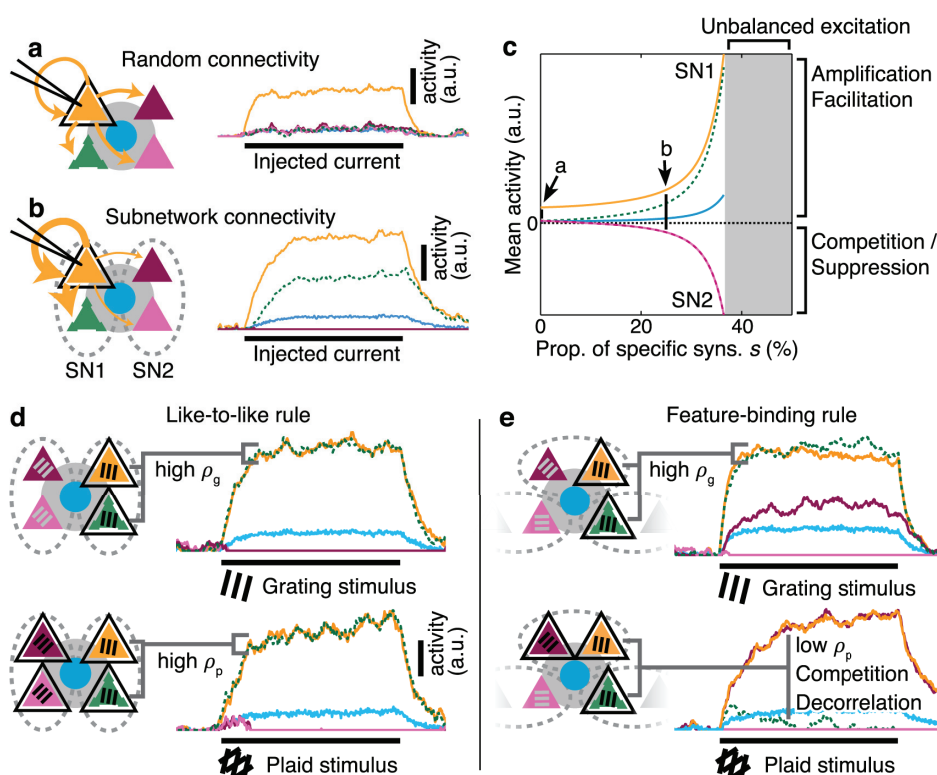 a
Random connectivity
activity
(a.u.)
Injected current
b
Subnetwork connectivity
activity
(a.u.)
SN1
SN2
Injected current
c
Unbalanced excitation
SN1
Amplification
Facilitation
a
b
Mean activity (a.u.)
0
SN2
Competition /
Suppression
0
20
40
60
Prop. of specific syns. s (%)
d
Like-to-like rule
high ρg
Grating stimulus
high ρp
activity
(a.u.)
Plaid stimulus
e
Feature-binding rule
high ρg
Grating stimulus
low ρp
Competition
Decorrelation
Plaid stimulus